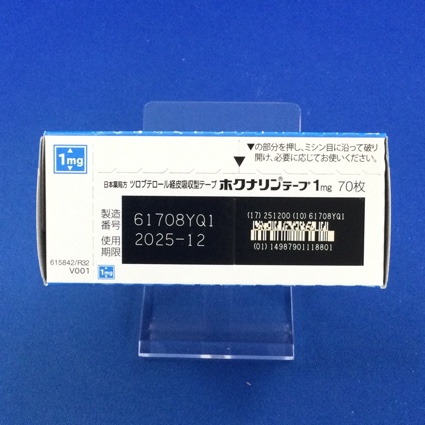 1mg
▼の部分を押し、ミシン目に沿って破り
開け、必要に応じてお使いください。
日本薬局方 ツロブテロール経皮吸収型テープ ホクナリン®テープ1mg 70枚
製造番号 61708YQ1
使用期限 2025-12
(17) 251200 (10) 61708YQ1
(01) 14987901118801
615842/R32
V001
1mg